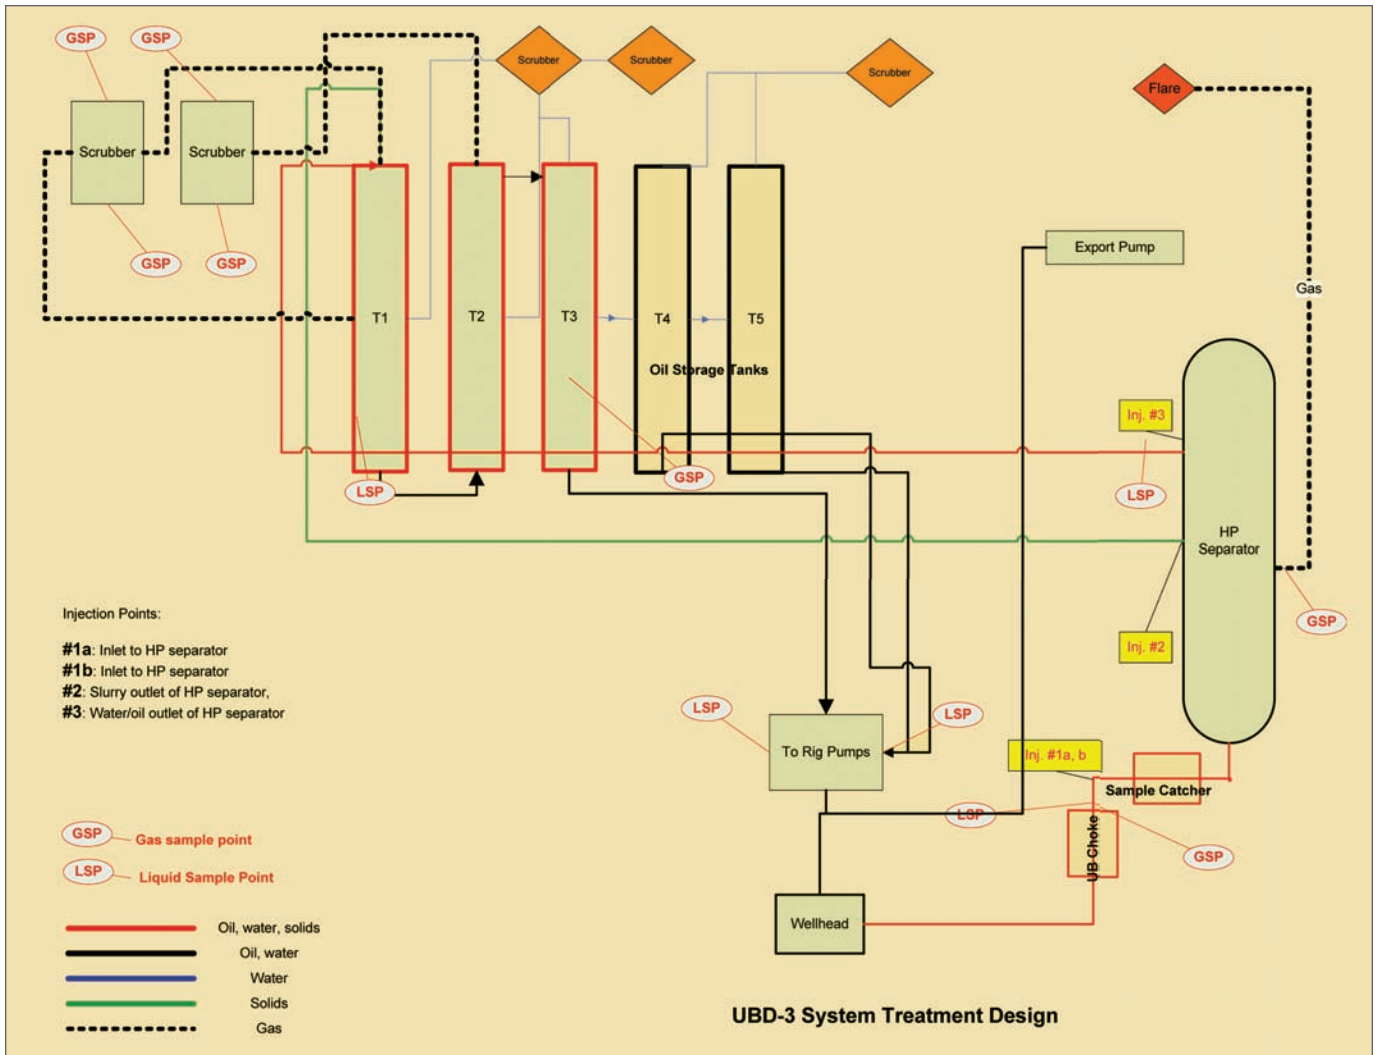 GSP
GSP
Scrubber
Scrubber
Scrubber
Flare
Scrubber
Scrubber
Export Pump
GSP
GSP
Gas
T1
T2
T3
T4
T5
Oil Storage Tanks
Inj. #3
GSP
LSP
LSP
HP
Separator
Injection Points:
#1a: Inlet to HP separator
#1b: Inlet to HP separator
#2: Slurry outlet of HP separator,
#3: Water/oil outlet of HP separator
GSP
Inj. #2
LSP
LSP
To Rig Pumps
Inj. #1a, b
Sample Catcher
LSP
UB Choke
GSP
GSP
Gas sample point
LSP
Liquid Sample Point
Wellhead
Oil, water, solids
Oil, water
Water
Solids
Gas
UBD-3 System Treatment Design